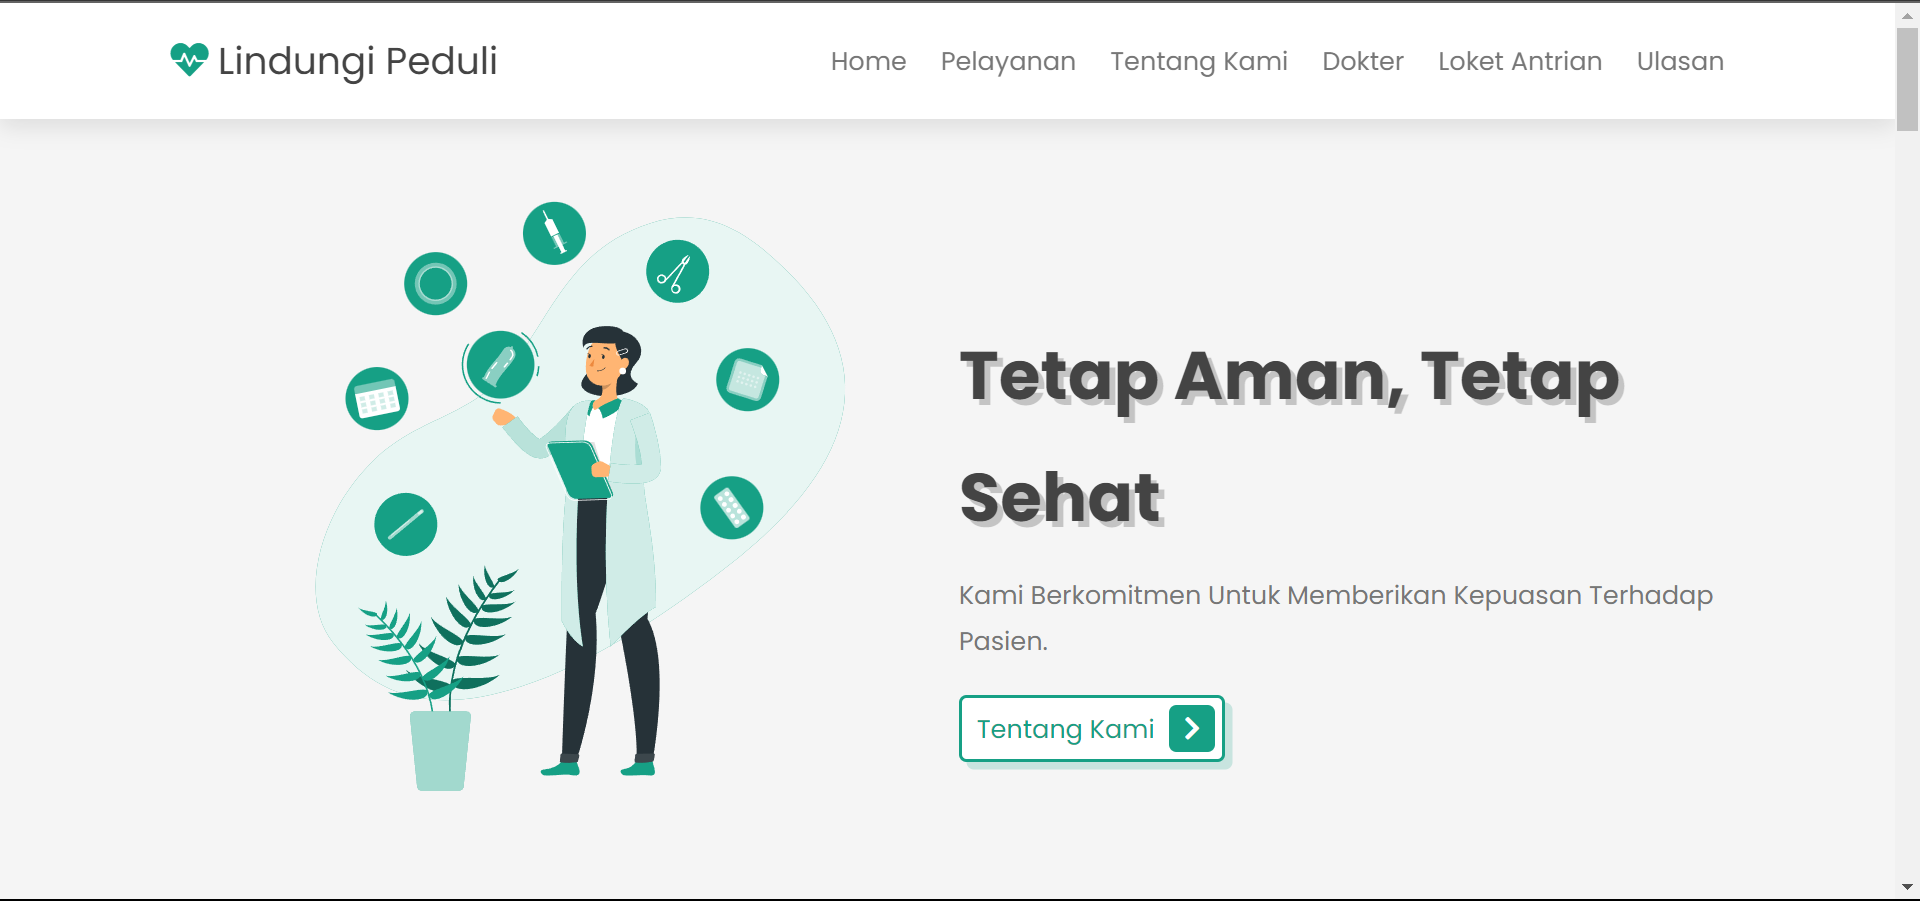 Lindungi Peduli
Home Pelayanan Tentang Kami Dokter Loket Antrian Ulasan
Tetap Aman, Tetap
Sehat
Kami Berkomitmen Untuk Memberikan Kepuasan Terhadap
Pasien.
Tentang Kami